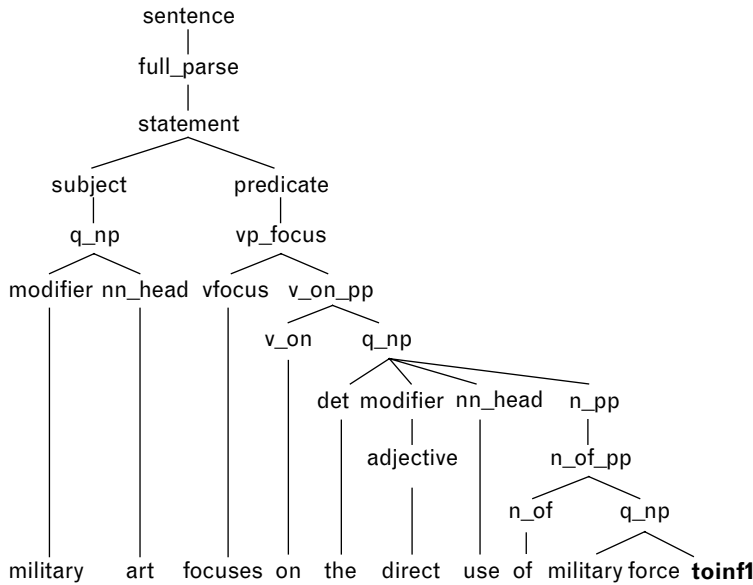 sentence
full_parse
statement
subject predicate
q_np vp_focus
modifier nn_head vfocus v_on_pp
v_on q_np
det modifier nn_head n_pp
adjective n_of_pp
n_of q_np
military art focuses on the direct use of military force toinf1